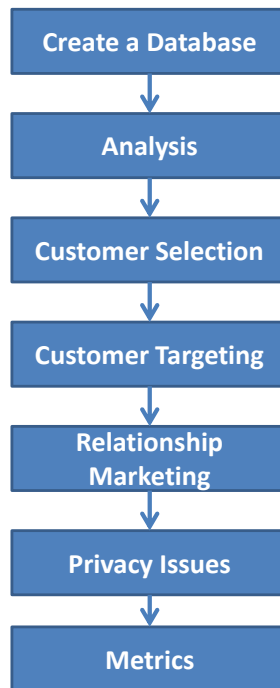 Create a Database
Analysis
Customer Selection
Customer Targeting
Relationship
Marketing
Privacy Issues
Metrics